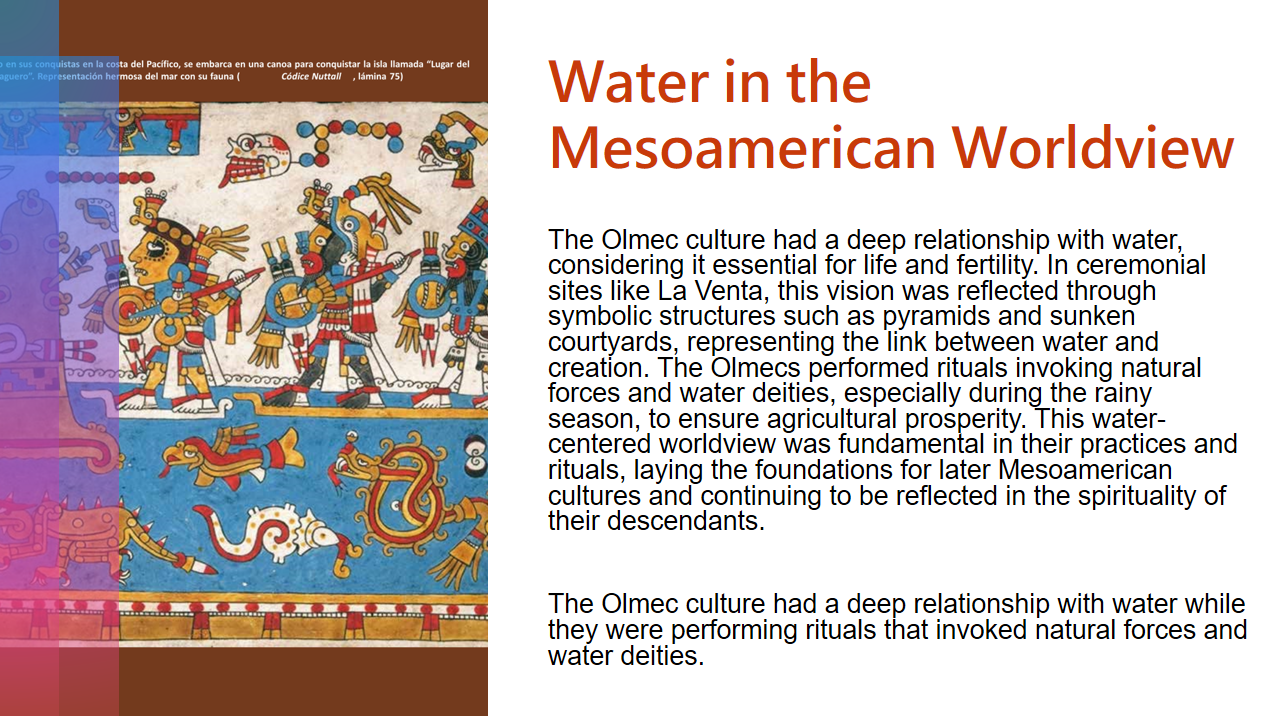 o en sus conquistas en la costa del Pacífico, se embarca en una canoa para conquistar la isla llamada “Lugar del
aguero”. Representación hermosa del mar con su fauna ( Códice Nuttall , lámina 75)
Water in the
Mesoamerican Worldview
The Olmec culture had a deep relationship with water,
considering it essential for life and fertility. In ceremonial
sites like La Venta, this vision was reflected through
symbolic structures such as pyramids and sunken
courtyards, representing the link between water and
creation. The Olmecs performed rituals invoking natural
forces and water deities, especially during the rainy
season, to ensure agricultural prosperity. This water-
centered worldview was fundamental in their practices and
rituals, laying the foundations for later Mesoamerican
cultures and continuing to be reflected in the spirituality of
their descendants.
The Olmec culture had a deep relationship with water while
they were performing rituals that invoked natural forces and
water deities.